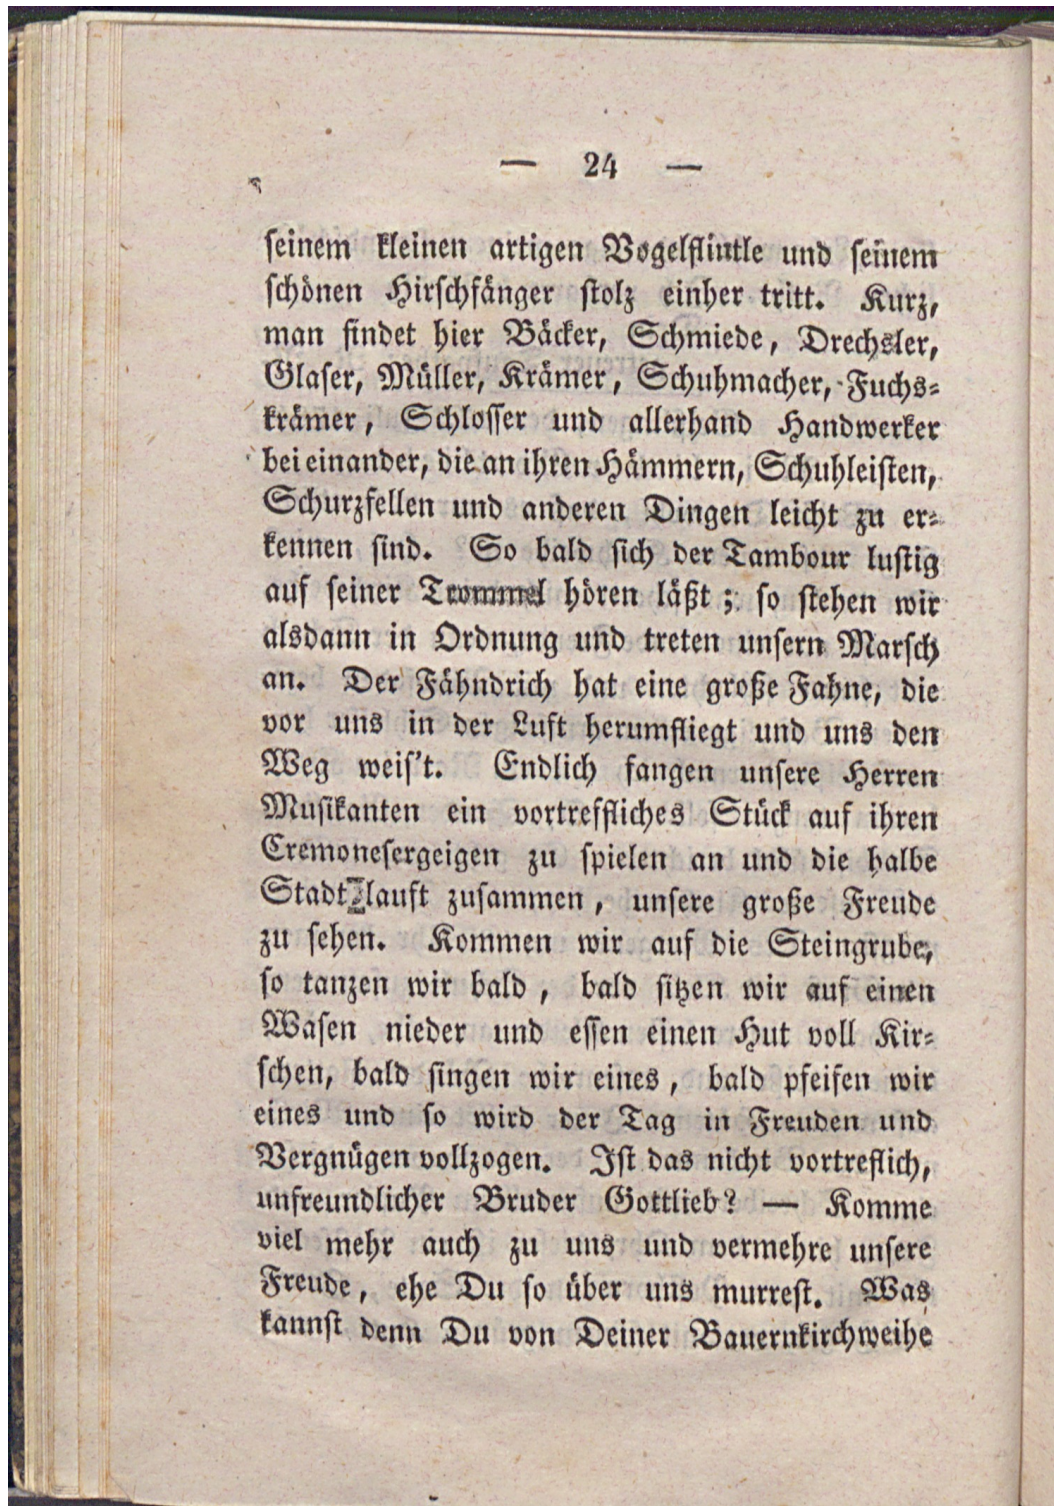 — 24 —
seinem kleinen artigen Vogelflintle und seinem
schönen Hirschfänger stolz einher tritt. Kurz,
man findet hier Bäcker, Schmiede, Drechsler,
Glaser, Müller, Krämer, Schuhmacher, Fuchs-
krämer, Schlosser und allerhand Handwerker
beieinander, die an ihren Hämmern, Schuhleisten,
Schurzfellen und anderen Dingen leicht zu er-
kennen sind. So bald sich der Tambour lustig
auf seiner Trommel hören läßt; so stehen wir
alsdann in Ordnung und treten unsern Marsch
an. Der Fähndrich hat eine große Fahne, die
vor uns in der Luft herumfliegt und uns den
Weg weis't. Endlich fangen unsere Herren
Musikanten ein vortreffliches Stück auf ihren
Cremonesergeigen zu spielen an und die halbe
Stadt lauft zusammen, unsere große Freude
zu sehen. Kommen wir auf die Steingrube,
so tanzen wir bald, bald sitzen wir auf einen
Wasen nieder und essen einen Hut voll Kir-
schen, bald singen wir eines, bald pfeifen wir
eines und so wird der Tag in Freuden und
Vergnügen vollzogen. Ist das nicht vortreflich,
unfreundlicher Bruder Gottlieb? — Komme
viel mehr auch zu uns und vermehre unsere
Freude, ehe Du so über uns murrest. Was
kannst denn Du von Deiner Bauernkirchweihe